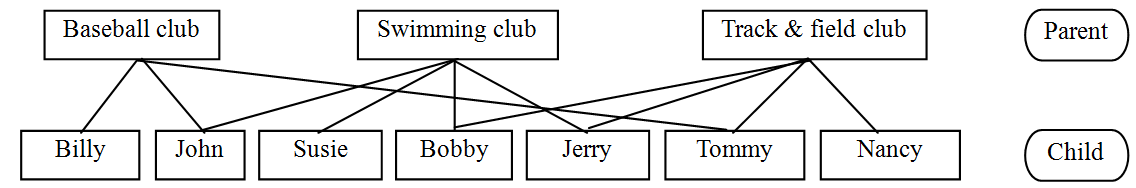 Baseball club
Swimming club
Track & field club
Parent
Billy
John
Susie
Bobby
Jerry
Tommy
Nancy
Child